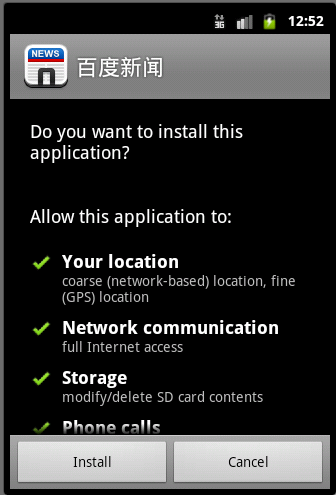 3G 12:52
NEWS 百度新闻
Do you want to install this
application?
Allow this application to:
Your location
coarse (network-based) location, fine
(GPS) location
Network communication
full Internet access
Storage
modify/delete SD card contents
Phone calls
Install Cancel